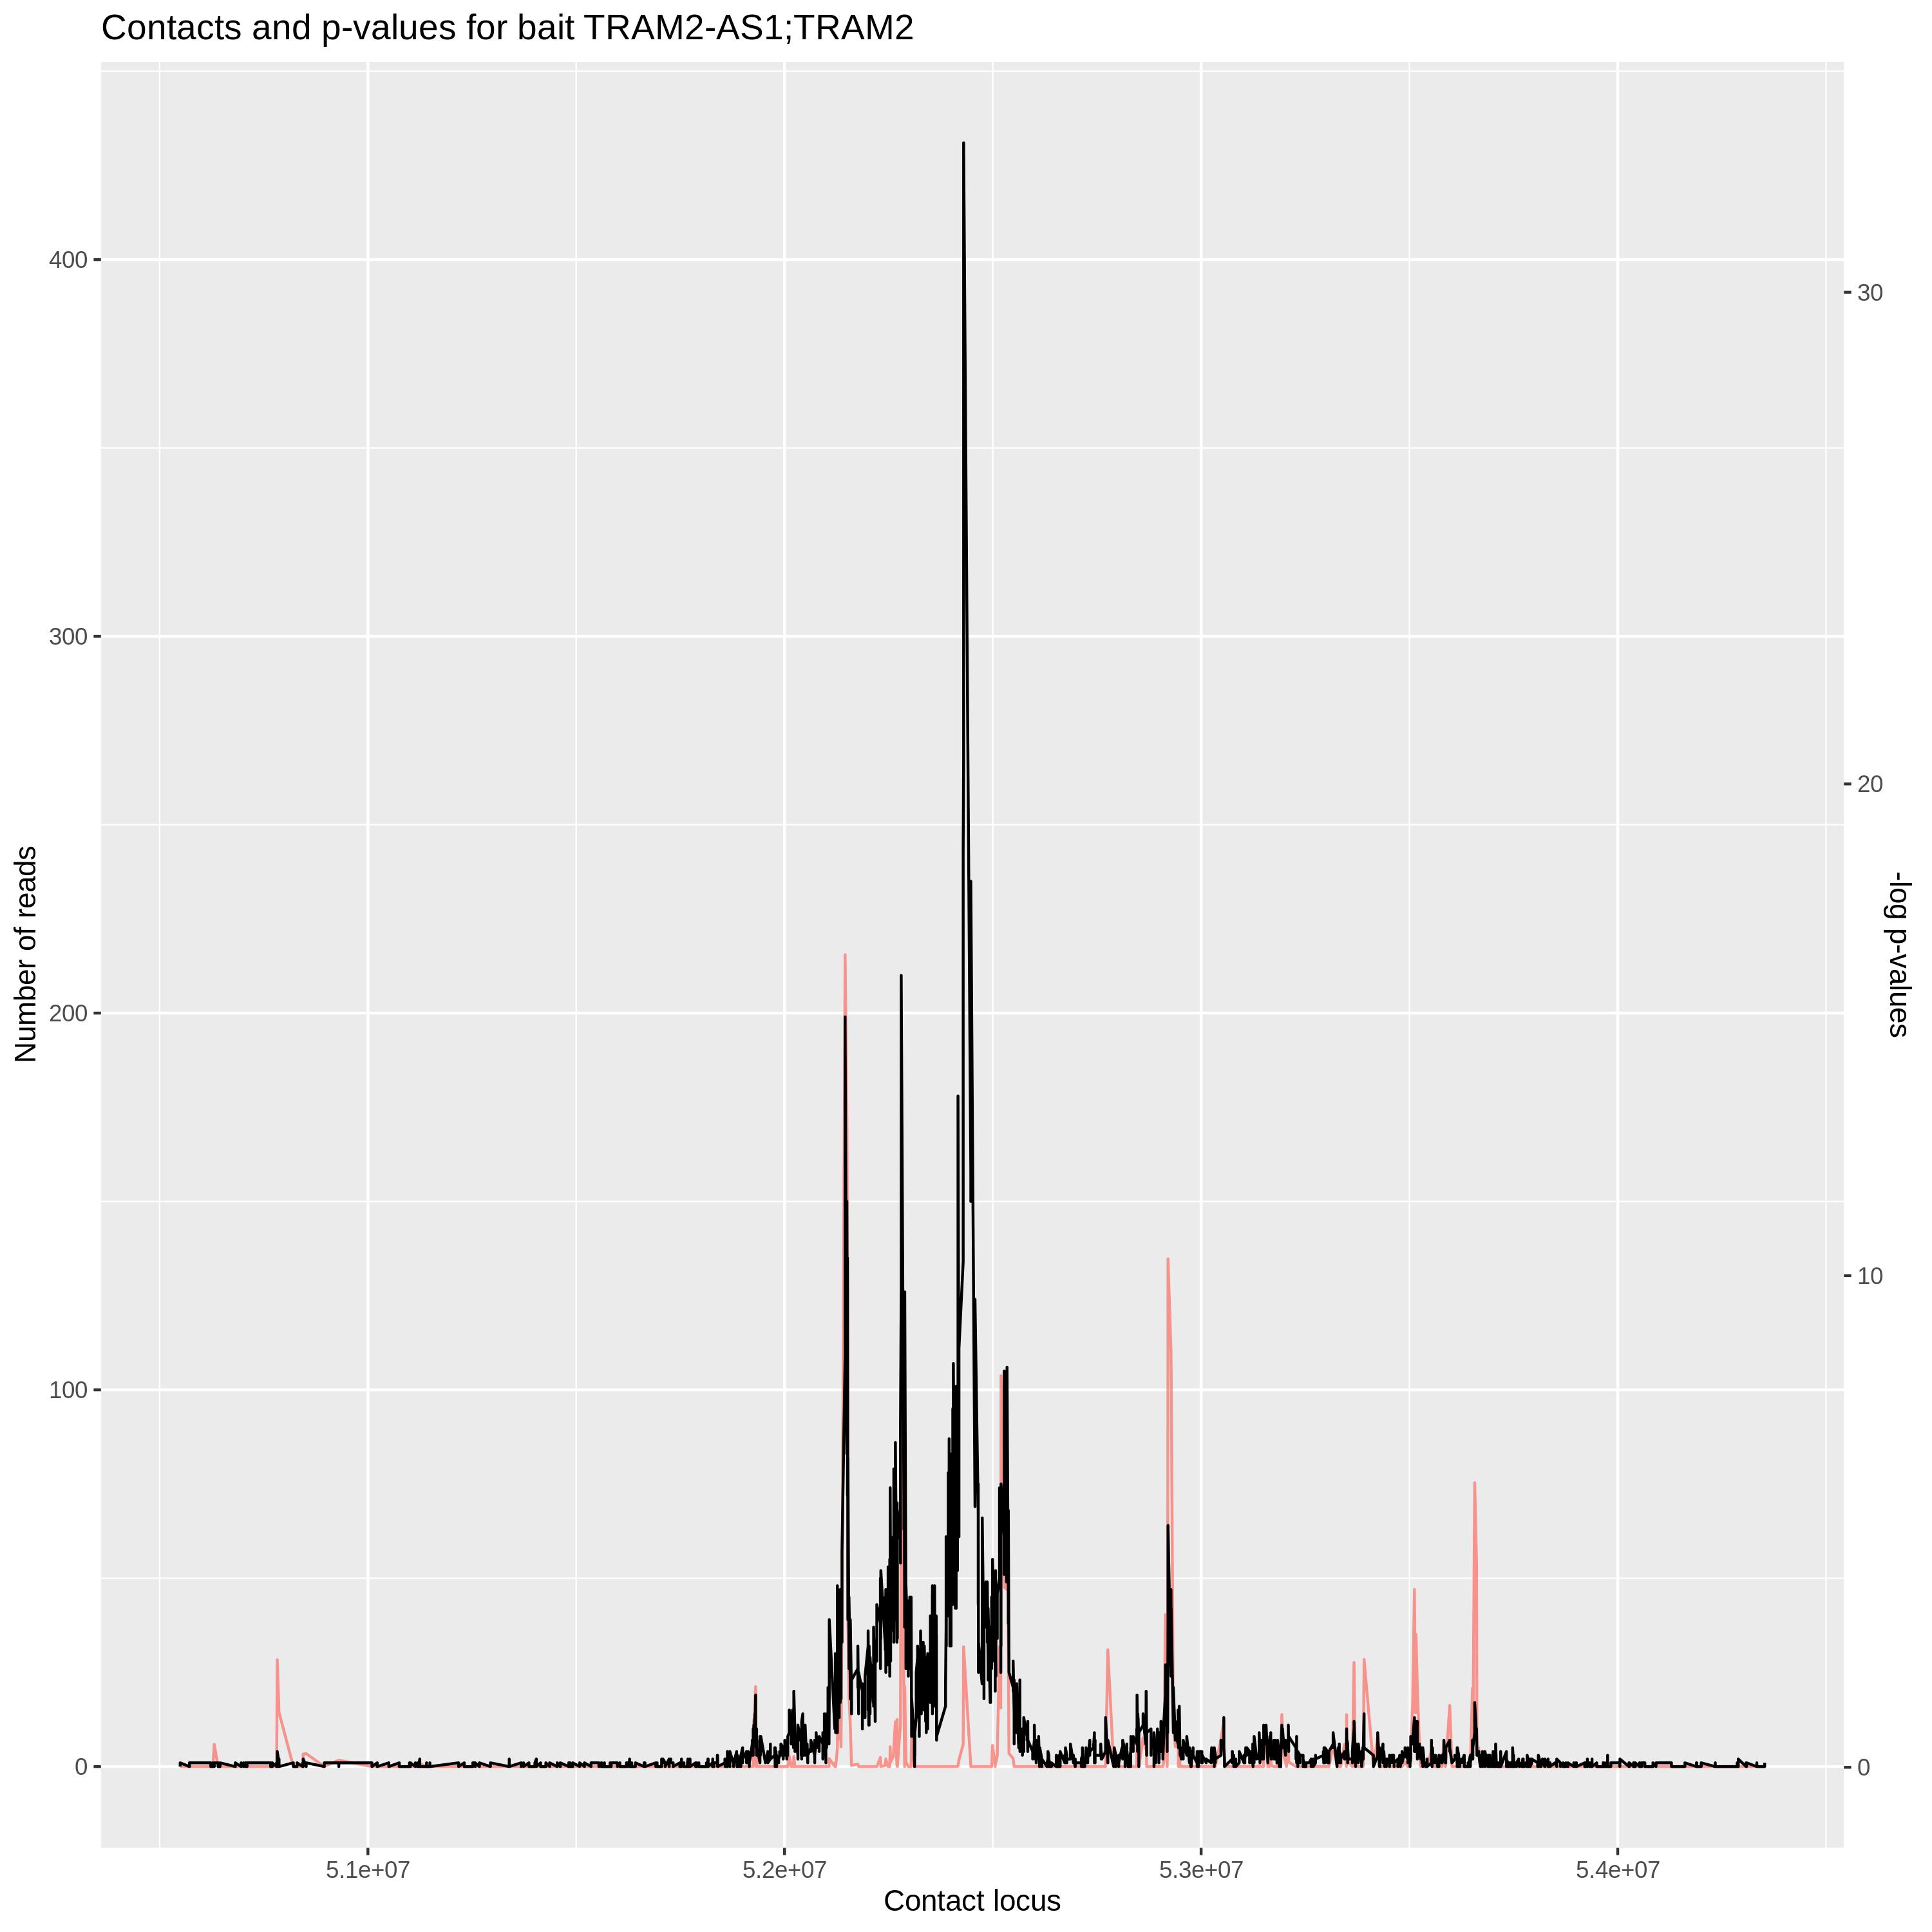 Contacts and p-values for bait TRAM2-AS1;TRAM2
Number of reads
400
300
200
100
0
30
20
10
0
-log p-values
5.1e+07
5.2e+07
5.3e+07
5.4e+07
Contact locus